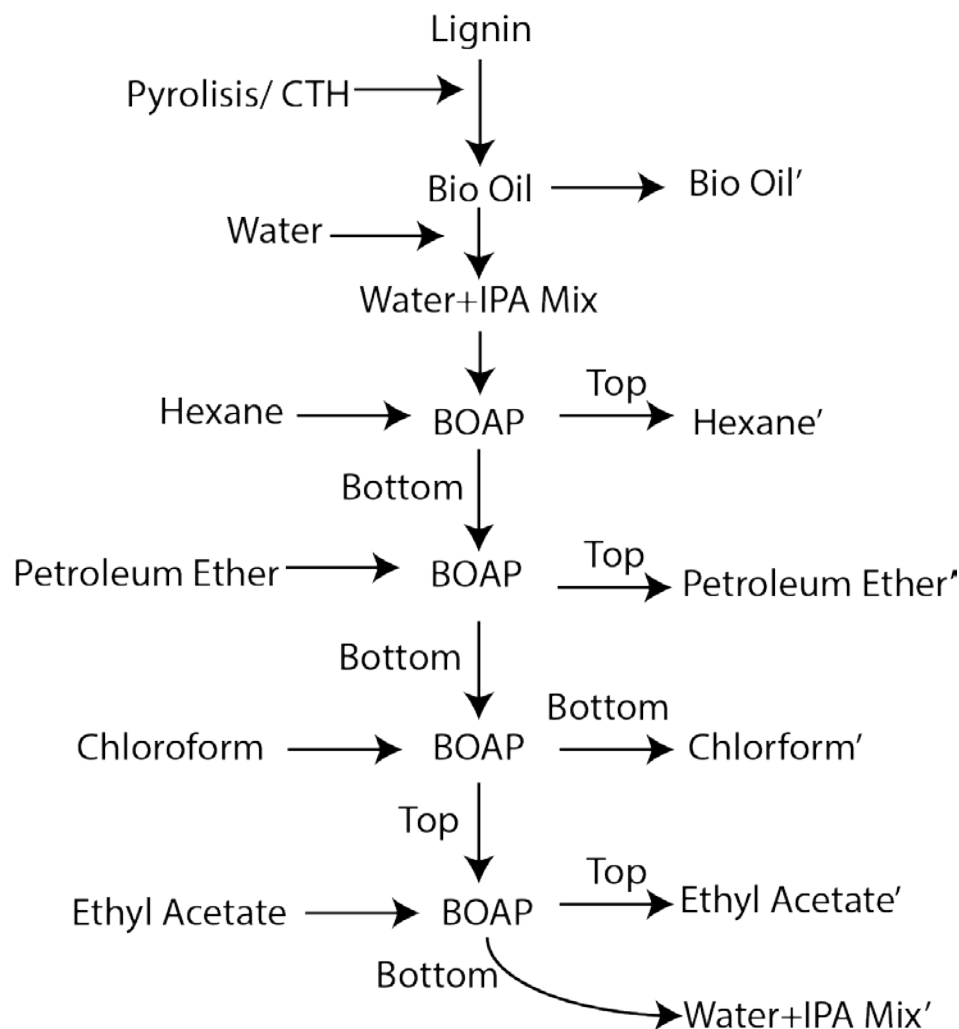 Lignin
Pyrolisis/ CTH
Bio Oil
Bio Oil′
Water
Water+IPA Mix
Top
Hexane
BOAP
Hexane′
Bottom
Top
Petroleum Ether
BOAP
Petroleum Ether′
Bottom
Bottom
Chloroform
BOAP
Chlorform′
Top
Top
Ethyl Acetate
BOAP
Ethyl Acetate′
Bottom
Water+IPA Mix′